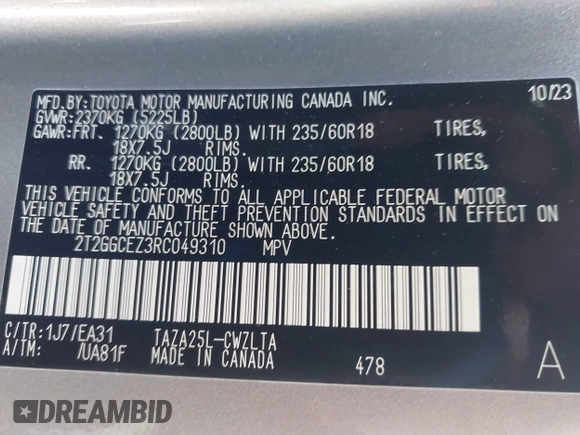 MFD.BY:TOYOTA MOTOR MANUFACTURING CANADA INC. 10/23
GVWR:2370KG (5225LB)
GAWR:FRT. 1270KG (2800LB) WITH 235/60R18 TIRES,
18X7.5J RIMS.
RR. 1270KG (2800LB) WITH 235/60R18 TIRES,
18X7.5J RIMS.
THIS VEHICLE CONFORMS TO ALL APPLICABLE FEDERAL MOTOR
VEHICLE SAFETY AND THEFT PREVENTION STANDARDS IN EFFECT ON
THE DATE OF MANUFACTURE SHOWN ABOVE.
2T2GGCEZ3RC049310 MPV
C/TR:1J7/EA31 TAZA25L-CWZLTA
A/TM: /UA81F MADE IN CANADA 478 A
DREAMBID